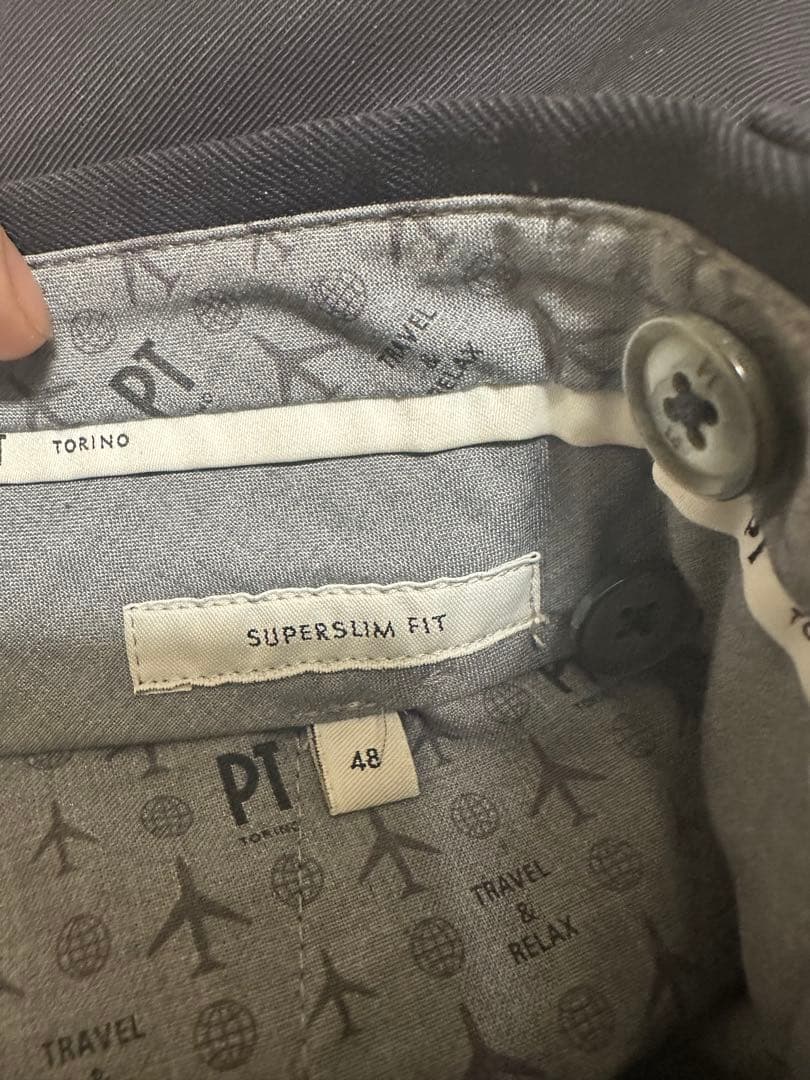 TRAVEL
&
RELAX
PT
TORINO
SUPERSLIM FIT
48
PT
TORINO
TRAVEL
&
RELAX
TRAVEL
&